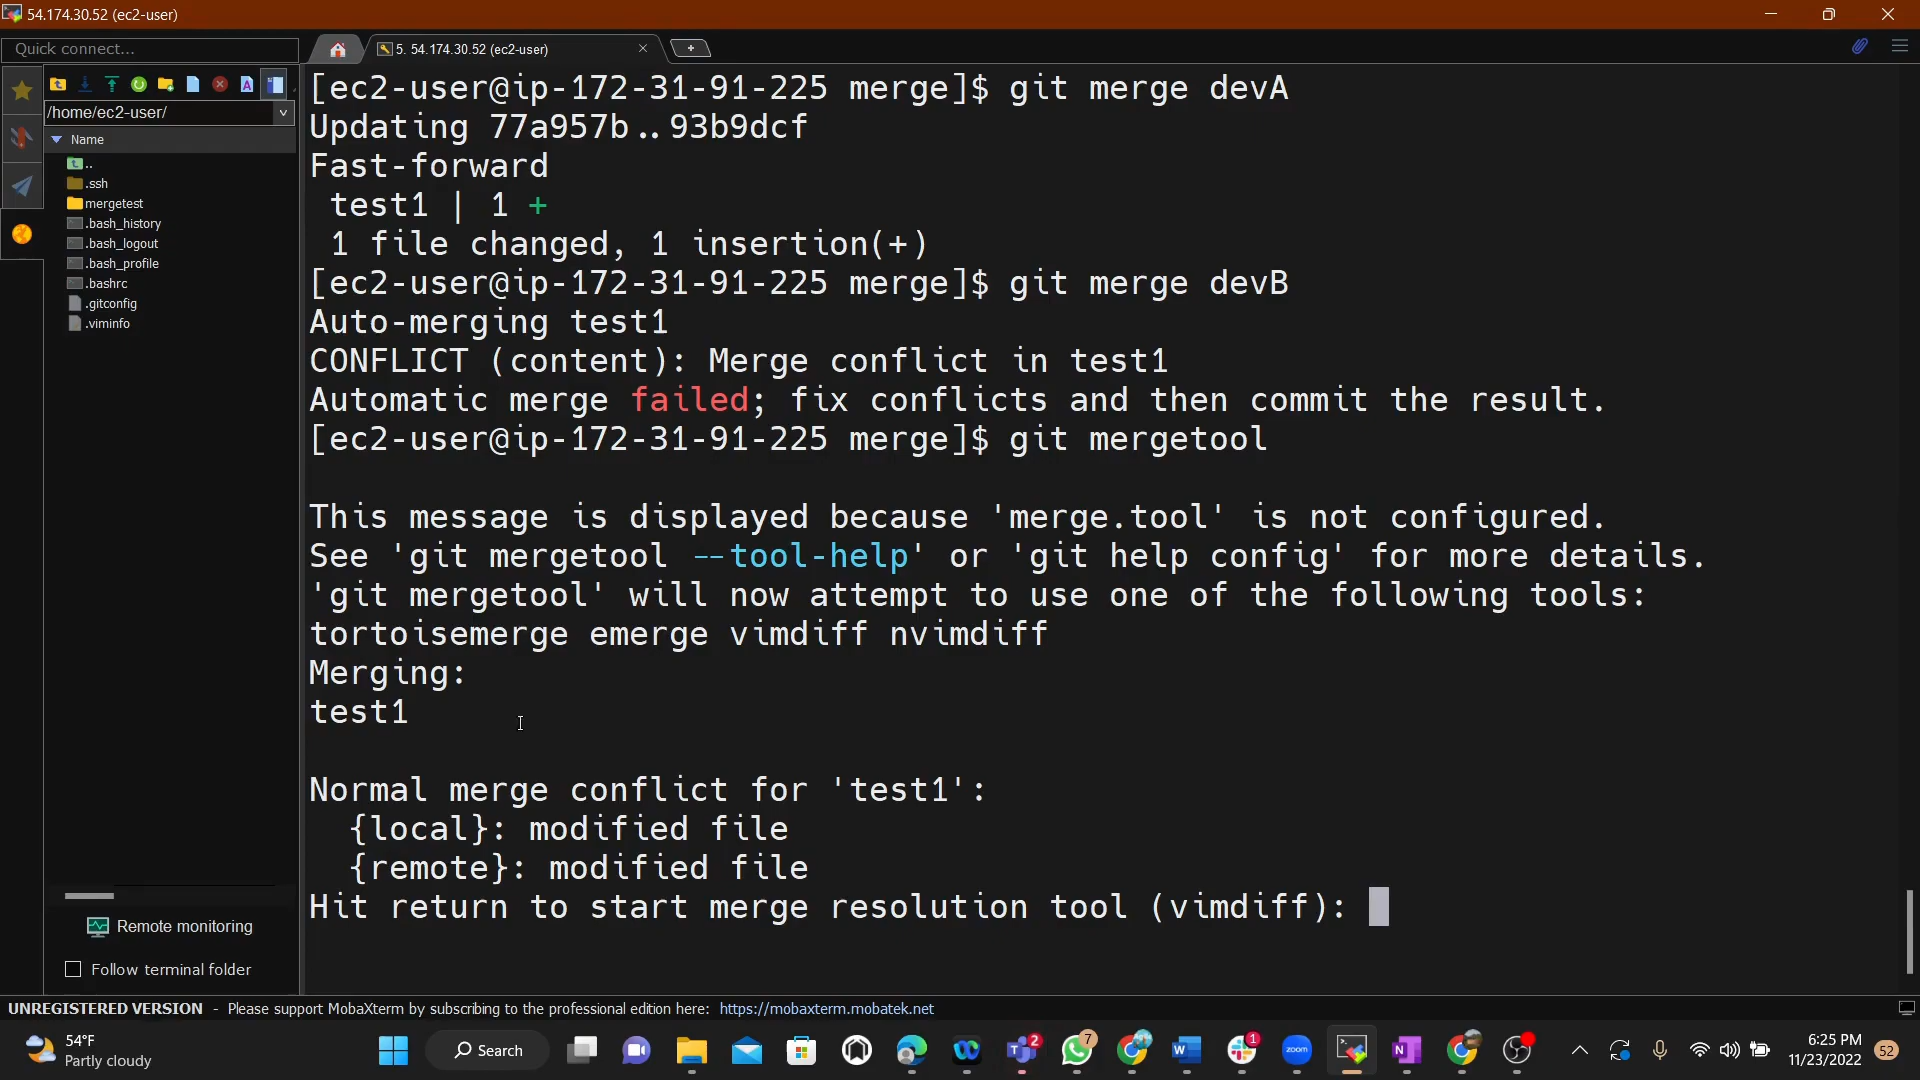 54.174.30.52 (ec2-user)
Quick connect...
5. 54.174.30.52 (ec2-user)
/home/ec2-user/
Name
..
.ssh
mergetest
.bash_history
.bash_logout
.bash_profile
.bashrc
.gitconfig
.viminfo
Remote monitoring
Follow terminal folder
[ec2-user@ip-172-31-91-225 merge]$ git merge devA
Updating 77a957b..93b9dcf
Fast-forward
 test1 | 1 +
 1 file changed, 1 insertion(+)
[ec2-user@ip-172-31-91-225 merge]$ git merge devB
Auto-merging test1
CONFLICT (content): Merge conflict in test1
Automatic merge failed; fix conflicts and then commit the result.
[ec2-user@ip-172-31-91-225 merge]$ git mergetool
This message is displayed because 'merge.tool' is not configured.
See 'git mergetool --tool-help' or 'git help config' for more details.
'git mergetool' will now attempt to use one of the following tools:
tortoisemerge emerge vimdiff nvimdiff
Merging:
test1
Normal merge conflict for 'test1':
  {local}: modified file
  {remote}: modified file
Hit return to start merge resolution tool (vimdiff):
UNREGISTERED VERSION - Please support MobaXterm by subscribing to the professional edition here: https://mobaxterm.mobatek.net
54°F
Partly cloudy
Search
2
7
1
zoom
6:25 PM
11/23/2022
52